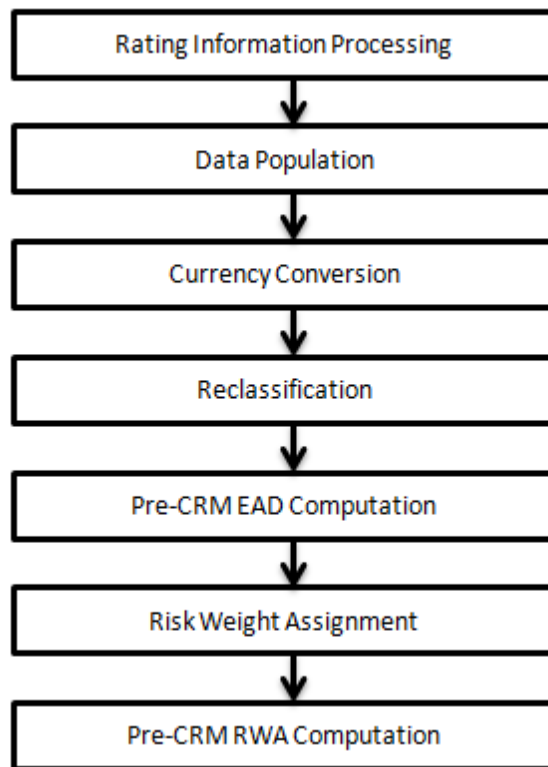 Rating Information Processing
Data Population
Currency Conversion
Reclassification
Pre-CRM EAD Computation
Risk Weight Assignment
Pre-CRM RWA Computation